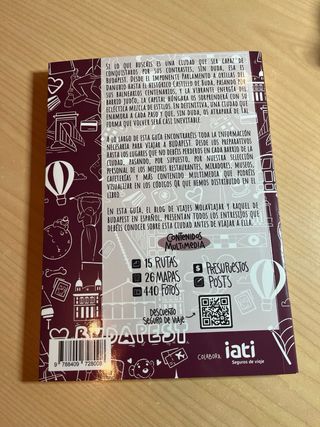 SI LO QUE BUSCÁIS ES UNA CIUDAD QUE SEA CAPAZ DE
CONQUISTAROS POR SUS CONTRASTES, SIN DUDA, ESA ES
BUDAPEST. DESDE EL IMPONENTE PARLAMENTO A ORILLAS DEL
DANUBIO HASTA EL HISTÓRICO CASTILLO DE BUDA, PASANDO POR
SUS BALNEARIOS CENTENARIOS, Y LA VIBRANTE ENERGÍA DEL
BARRIO JUDÍO, LA CAPITAL HÚNGARA OS SORPRENDERÁ CON SU
ECLÉCTICA MEZCLA DE ESTILOS. EN DEFINITIVA, UNA CIUDAD QUE
ENAMORA A CADA PASO Y QUE, SIN DUDA, OS ATRAPARÁ DE TAL
FORMA QUE VOLVER SEA CASI INEVITABLE.
A LO LARGO DE ESTA GUÍA ENCONTRARÉIS TODA LA INFORMACIÓN
NECESARIA PARA VIAJAR A BUDAPEST. DESDE LOS PREPARATIVOS
HASTA LOS LUGARES QUE NO DEBÉIS PERDEROS EN CADA BARRIO DE LA
CIUDAD, PASANDO, POR SUPUESTO, POR NUESTRA SELECCIÓN
PERSONAL DE LOS MEJORES RESTAURANTES, MIRADORES, MUSEOS,
CAFETERÍAS Y MÁS CONTENIDO MULTIMEDIA QUE PODRÉIS
VISUALIZAR EN LOS CÓDIGOS QR QUE HEMOS DISTRIBUIDO EN EL
LIBRO.
EN ESTA GUÍA, EL BLOG DE VIAJES MOLAVIAJAR Y RAQUEL DE
BUDAPEST EN ESPAÑOL, PRESENTAN TODOS LOS ENTRESIJOS QUE
DEBÉIS CONOCER SOBRE ESTA CIUDAD ANTES DE VIAJAR A ELLA.
CONTENIDOS
MULTIMEDIA
15 RUTAS
26 MAPAS
440 FOTOS
PRESUPUESTOS
POSTS
DESCUENTO
SEGURO DE VIAJE
BUDAPEST
9 788409 728008
COLABORA
iati
Seguros de viaje